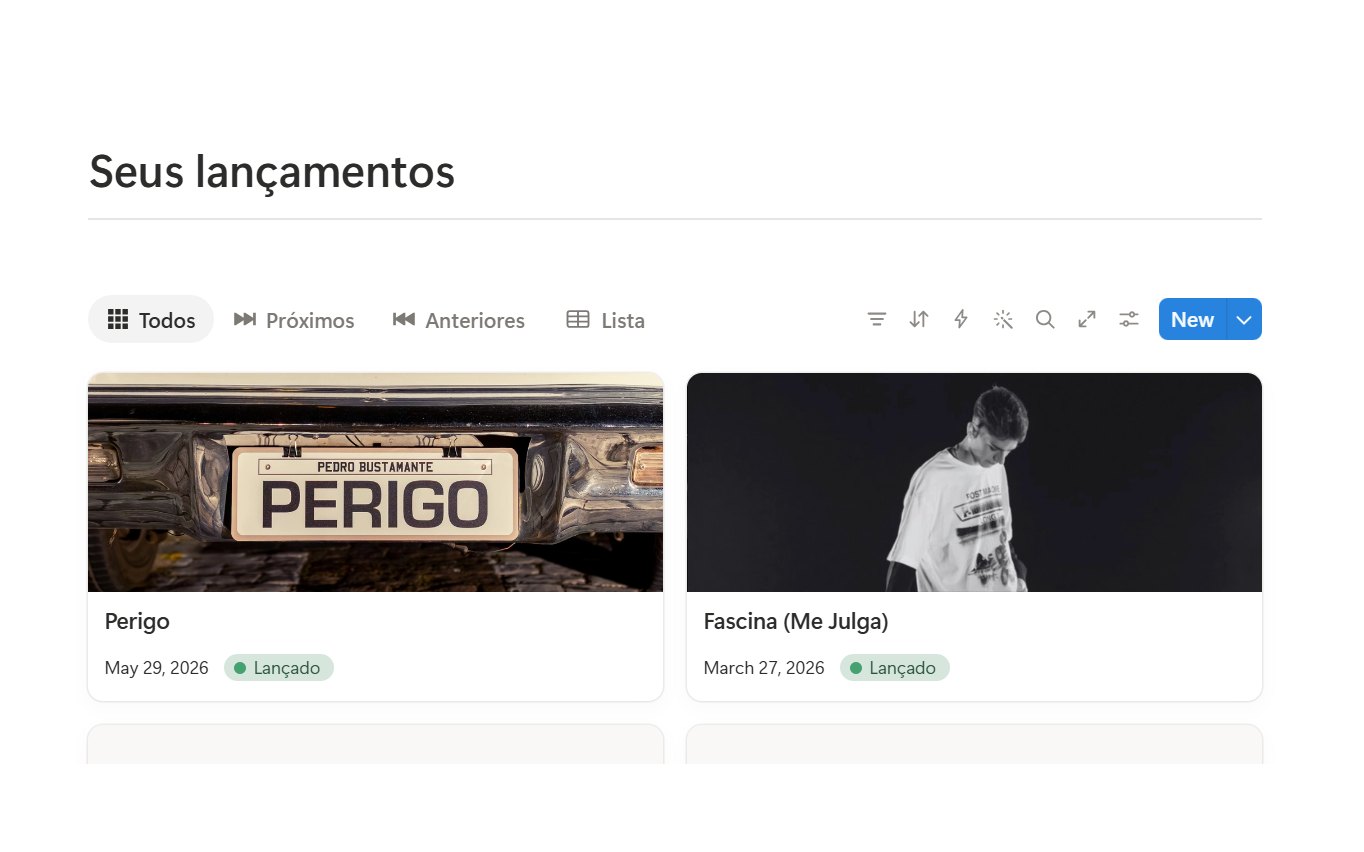 Seus lançamentos
Todos
Próximos
Anteriores
Lista
New
PEDRO BUSTAMANTE
PERIGO
Perigo
May 29, 2026
Lançado
Fascina (Me Julga)
March 27, 2026
Lançado